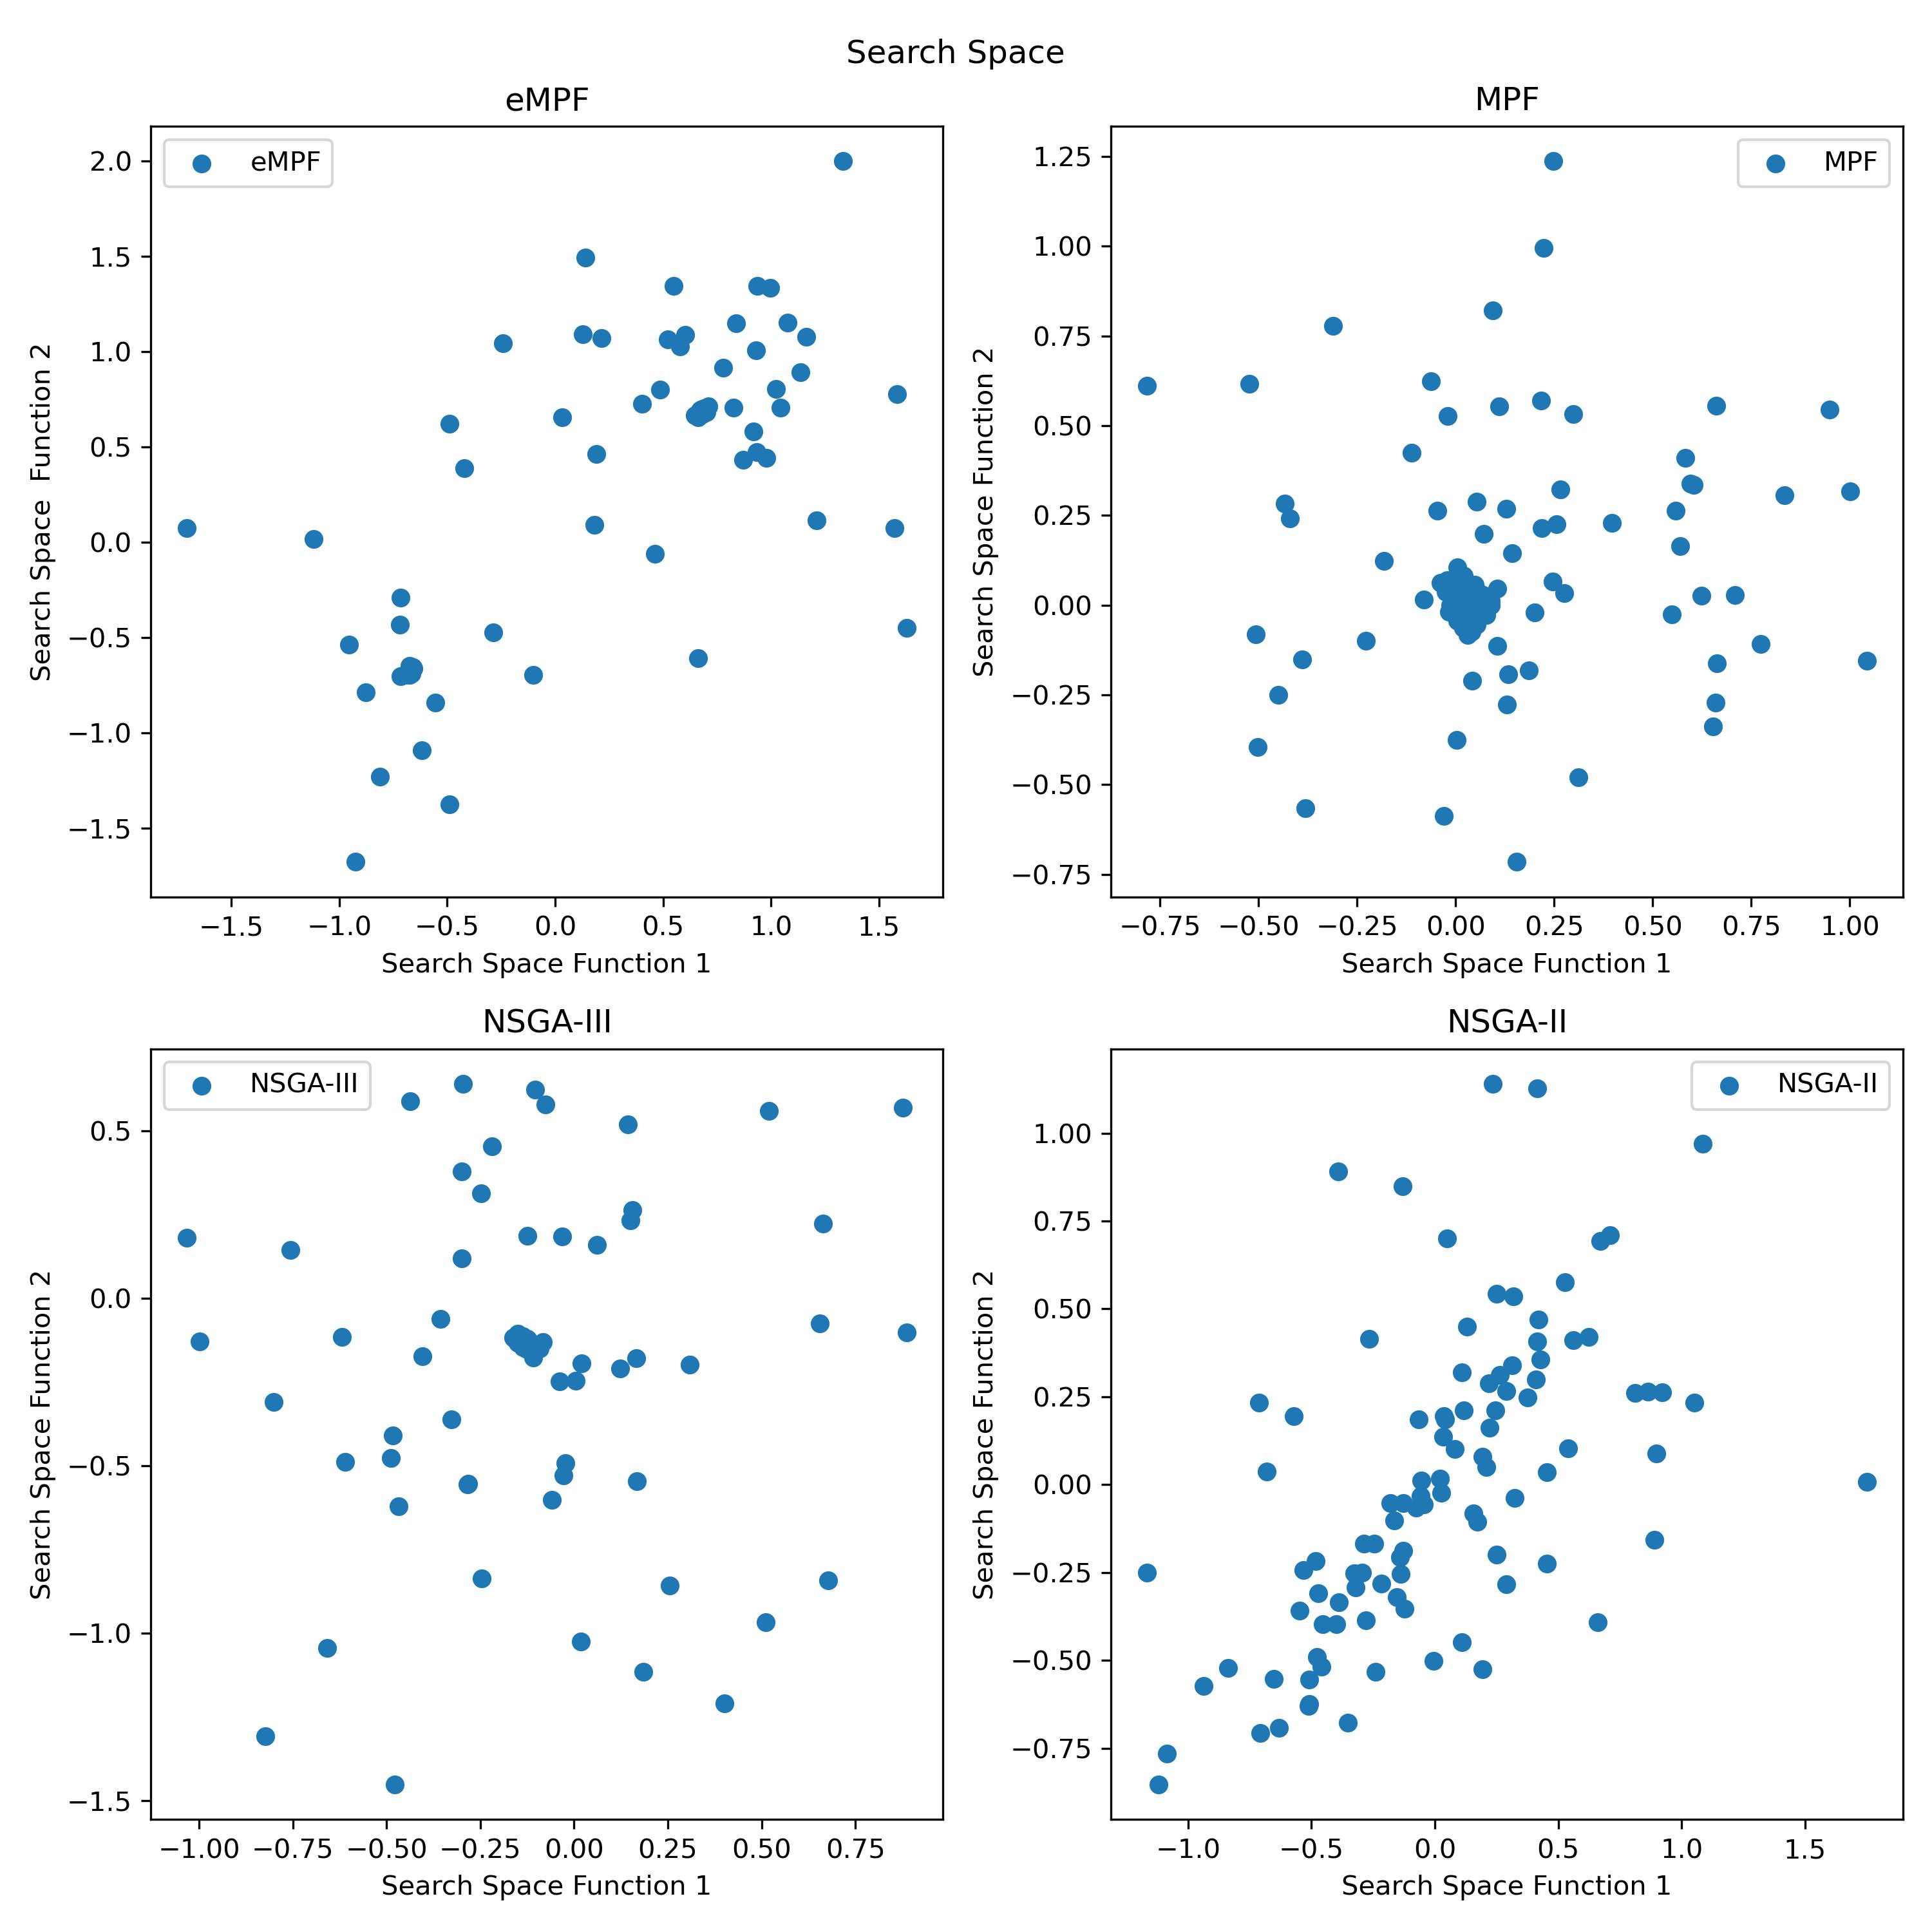 Search Space
eMPF
eMPF
2.0
1.5
1.0
0.5
0.0
−0.5
−1.0
−1.5
Search Space  Function 2
−1.5 −1.0 −0.5 0.0 0.5 1.0 1.5
Search Space Function 1
MPF
MPF
1.25
1.00
0.75
0.50
0.25
0.00
−0.25
−0.50
−0.75
Search Space Function 2
−0.75 −0.50 −0.25 0.00 0.25 0.50 0.75 1.00
Search Space Function 1
NSGA-III
NSGA-III
0.5
0.0
−0.5
−1.0
−1.5
Search Space Function 2
−1.00 −0.75 −0.50 −0.25 0.00 0.25 0.50 0.75
Search Space Function 1
NSGA-II
NSGA-II
1.00
0.75
0.50
0.25
0.00
−0.25
−0.50
−0.75
Search Space Function 2
−1.0 −0.5 0.0 0.5 1.0 1.5
Search Space Function 1